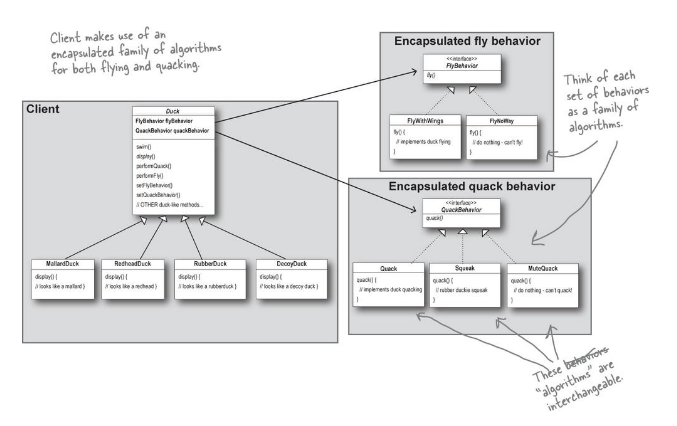 Client makes use of an
encapsulated family of algorithms
for both flying and quacking.
Encapsulated fly behavior
<<interface>>
FlyBehavior
fly()
FlyWithWings
fly() {
// implements duck flying
}
FlyNoWay
fly() {
// do nothing - can't fly!
}
Think of each
set of behaviors
as a family of
algorithms.
Client
Duck
FlyBehavior flyBehavior
QuackBehavior quackBehavior
swim()
display()
performQuack()
performFly()
setFlyBehavior()
setQuackBehavior()
// OTHER duck-like methods...
MallardDuck
display() {
// looks like a mallard }
RedheadDuck
display() {
// looks like a redhead }
RubberDuck
display() {
// looks like a rubberduck }
DecoyDuck
display() {
// looks like a decoy duck }
Encapsulated quack behavior
<<interface>>
QuackBehavior
quack()
Quack
quack() {
// implements duck quacking
}
Squeak
quack() {
// rubber duckie squeak
}
MuteQuack
quack() {
// do nothing - can't quack!
}
These behaviors
"algorithms" are
interchangeable.